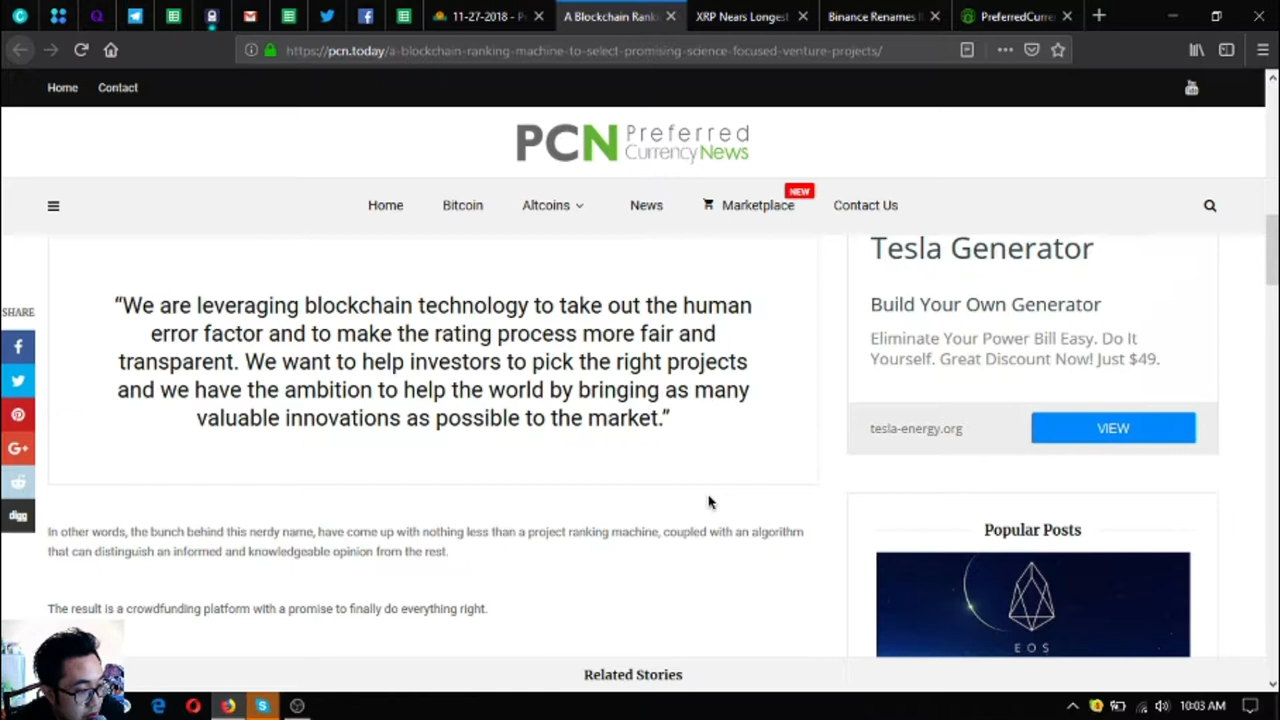 11-27-2018 - P
A Blockchain Rank
XRP Nears Longest
Binance Renames
PreferredCurre
https://pcn.today/a-blockchain-ranking-machine-to-select-promising-science-focused-venture-projects/
Home Contact
PCN Preferred
CurrencyNews
NEW
Home Bitcoin Altcoins News Marketplace Contact Us
SHARE
“We are leveraging blockchain technology to take out the human
error factor and to make the rating process more fair and
transparent. We want to help investors to pick the right projects
and we have the ambition to help the world by bringing as many
valuable innovations as possible to the market.”
Tesla Generator
Build Your Own Generator
Eliminate Your Power Bill Easy. Do It
Yourself. Great Discount Now! Just $49.
tesla-energy.org VIEW
digg
In other words, the bunch behind this nerdy name, have come up with nothing less than a project ranking machine, coupled with an algorithm
that can distinguish an informed and knowledgeable opinion from the rest.
The result is a crowdfunding platform with a promise to finally do everything right.
Popular Posts
EOS
Related Stories
10:03 AM